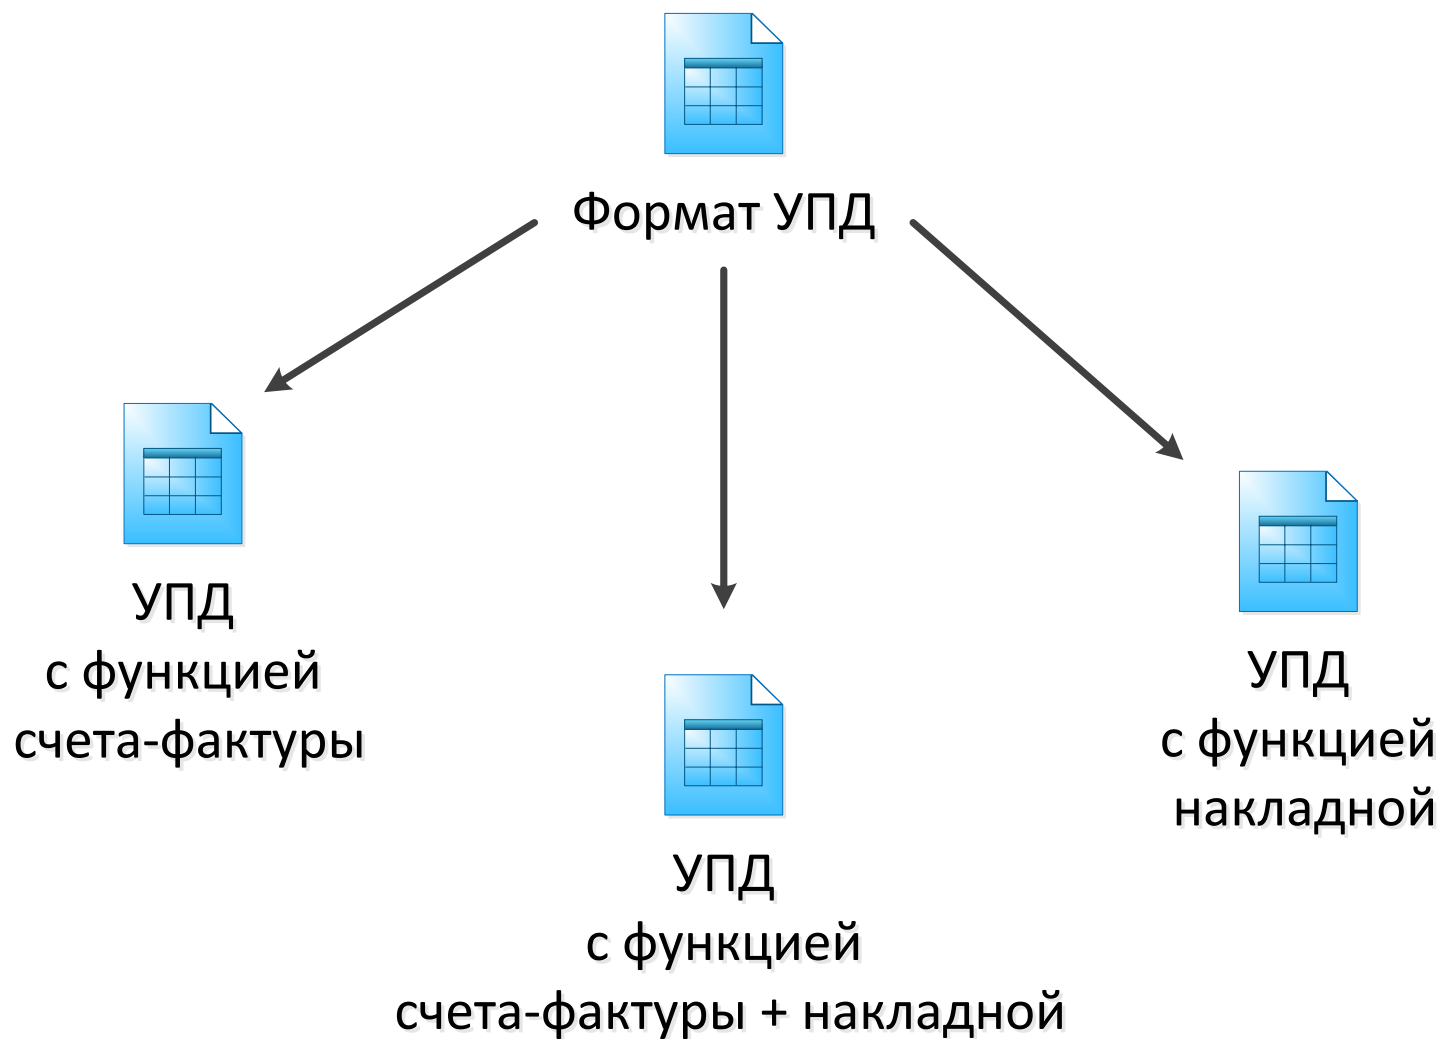 Формат УПД
УПД
с функцией
счета-фактуры
УПД
с функцией
счета-фактуры + накладной
УПД
с функцией
накладной